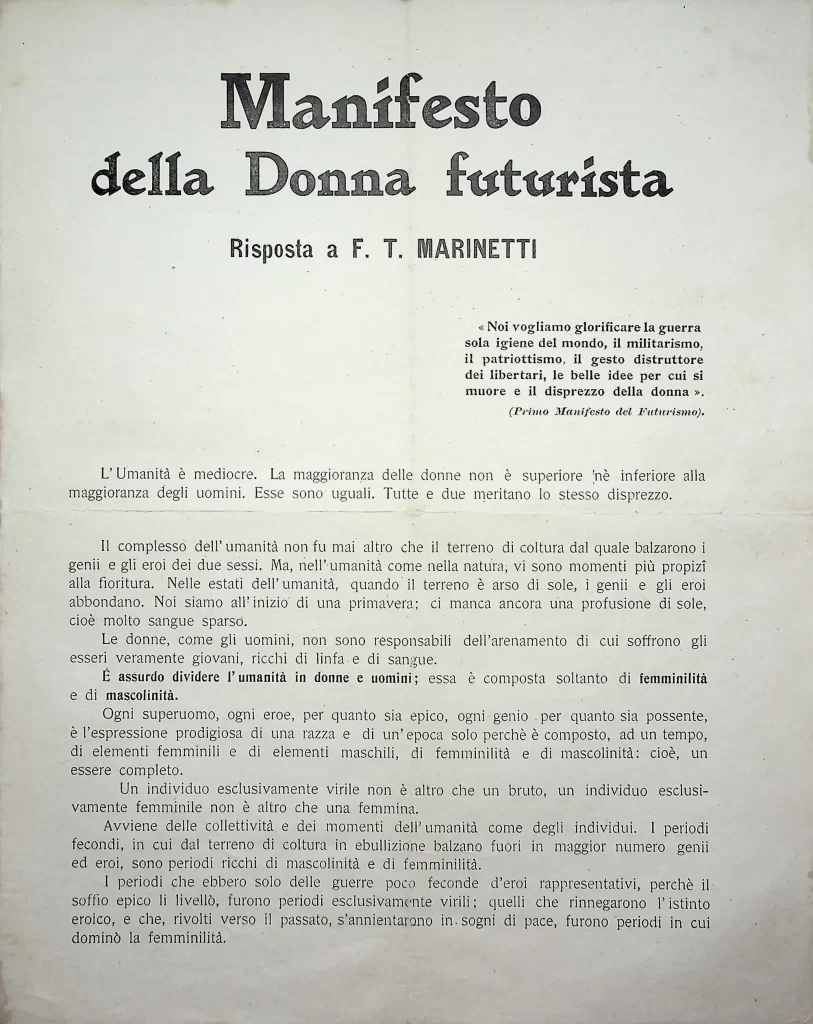 Manifesto
della Donna futurista
Risposta a F. T. MARINETTI
« Noi vogliamo glorificare la guerra
sola igiene del mondo, il militarismo,
il patriottismo, il gesto distruttore
dei libertari, le belle idee per cui si
muore e il disprezzo della donna ».
(Primo Manifesto del Futurismo).
L'Umanità è mediocre. La maggioranza delle donne non è superiore nè inferiore alla
maggioranza degli uomini. Esse sono uguali. Tutte e due meritano lo stesso disprezzo.
Il complesso dell'umanità non fu mai altro che il terreno di coltura dal quale balzarono i
genii e gli eroi dei due sessi. Ma, nell'umanità come nella natura, vi sono momenti più propizî
alla fioritura. Nelle estati dell'umanità, quando il terreno è arso di sole, i genii e gli eroi
abbondano. Noi siamo all'inizio di una primavera; ci manca ancora una profusione di sole,
cioè molto sangue sparso.
Le donne, come gli uomini, non sono responsabili dell'arenamento di cui soffrono gli
esseri veramente giovani, ricchi di linfa e di sangue.
É assurdo dividere l'umanità in donne e uomini; essa è composta soltanto di femminilità
e di mascolinità.
Ogni superuomo, ogni eroe, per quanto sia epico, ogni genio per quanto sia possente,
è l'espressione prodigiosa di una razza e di un'epoca solo perchè è composto, ad un tempo,
di elementi femminili e di elementi maschili, di femminilità e di mascolinità: cioè, un
essere completo.
Un individuo esclusivamente virile non è altro che un bruto, un individuo esclusi-
vamente femminile non è altro che una femmina.
Avviene delle collettività e dei momenti dell'umanità come degli individui. I periodi
fecondi, in cui dal terreno di coltura in ebullizione balzano fuori in maggior numero genii
ed eroi, sono periodi ricchi di mascolinità e di femminilità.
I periodi che ebbero solo delle guerre poco feconde d'eroi rappresentativi, perchè il
soffio epico li livellò, furono periodi esclusivamente virili; quelli che rinnegarono l'istinto
eroico, e che, rivolti verso il passato, s'annientarono in sogni di pace, furono periodi in cui
dominò la femminilità.